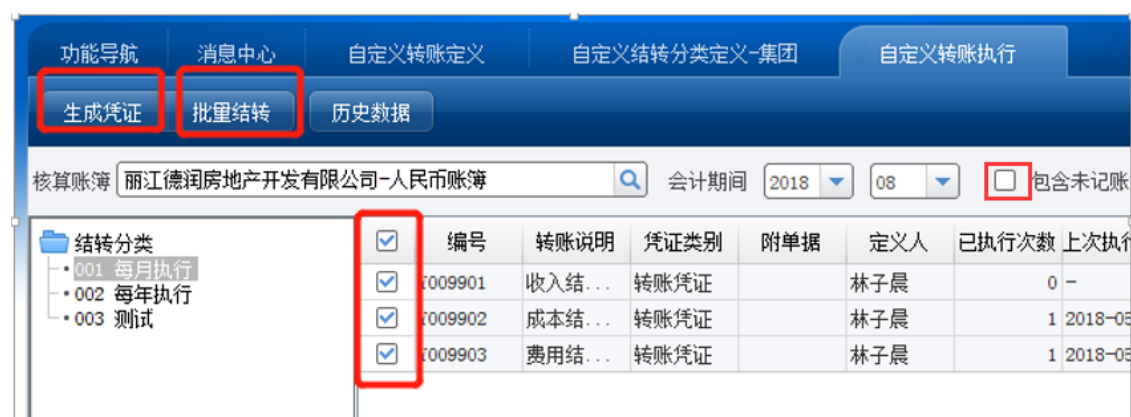 功能导航 消息中心 自定义转账定义 自定义结转分类定义-集团 自定义转账执行
生成凭证 批量结转 历史数据
核算账簿 丽江德润房地产开发有限公司-人民币账簿 会计期间 2018 08 包含未记账
结转分类
001 每月执行
002 每年执行
003 测试
编号 转账说明 凭证类别 附单据 定义人 已执行次数 上次执行
009901 收入结... 转账凭证 林子晨 0 -
009902 成本结... 转账凭证 林子晨 1 2018-05
009903 费用结... 转账凭证 林子晨 1 2018-05